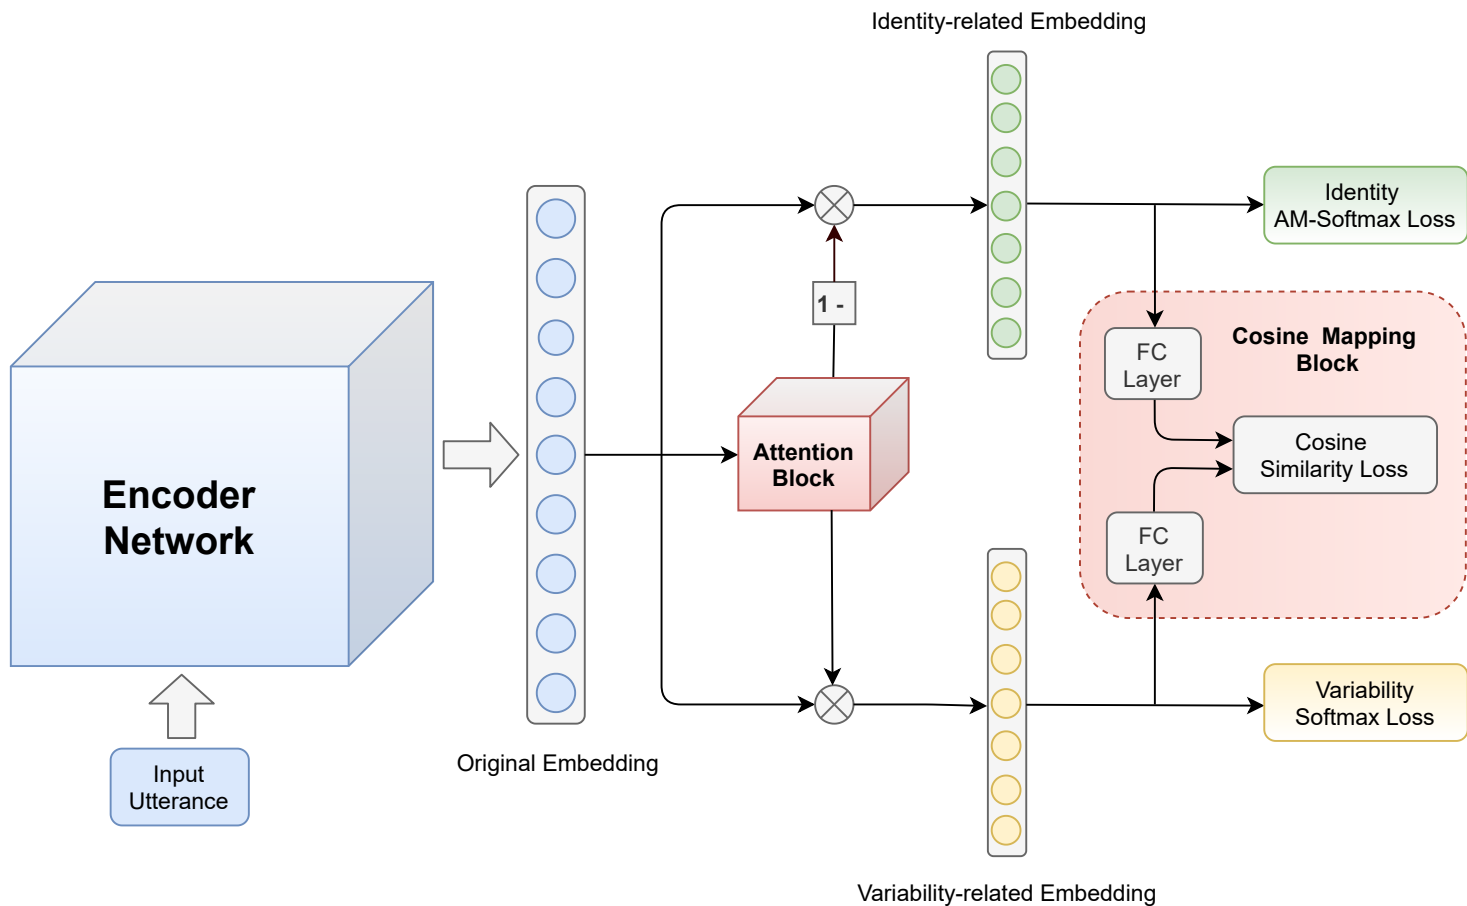 Identity-related Embedding
Identity
AM-Softmax Loss
1 -
Cosine Mapping
Block
FC
Layer
Cosine
Similarity Loss
Attention
Block
Encoder
Network
FC
Layer
Variability
Softmax Loss
Original Embedding
Input
Utterance
Variability-related Embedding